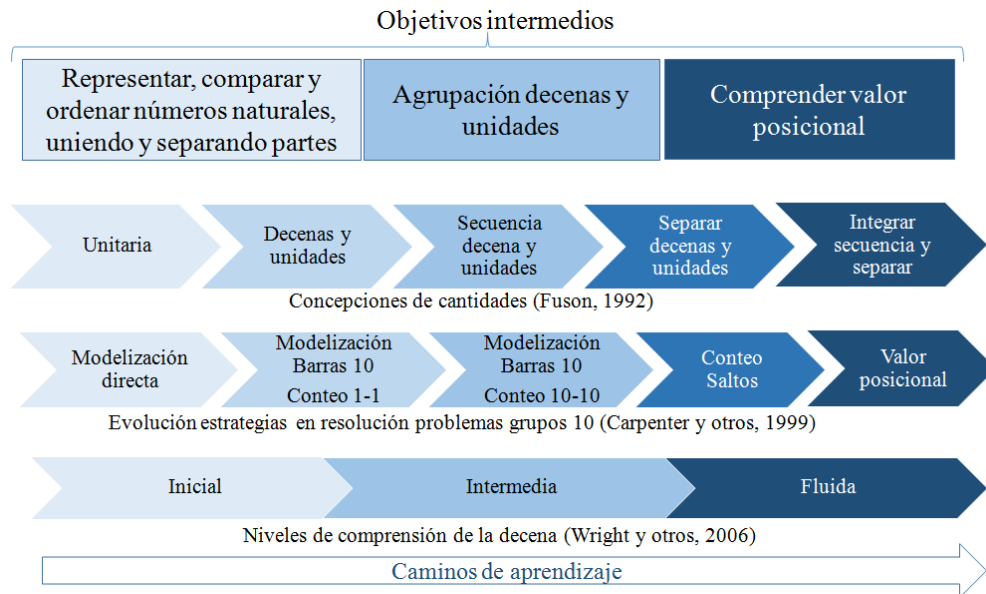 Objetivos intermedios
Representar, comparar y
ordenar números naturales,
uniendo y separando partes
Agrupación decenas y
unidades
Comprender valor
posicional
Unitaria
Decenas y
unidades
Secuencia
decena y
unidades
Separar
decenas y
unidades
Integrar
secuencia y
separar
Concepciones de cantidades (Fuson, 1992)
Modelización
directa
Modelización
Barras 10
Conteo 1-1
Modelización
Barras 10
Conteo 10-10
Conteo
Saltos
Valor
posicional
Evolución estrategias en resolución problemas grupos 10 (Carpenter y otros, 1999)
Inicial
Intermedia
Fluida
Niveles de comprensión de la decena (Wright y otros, 2006)
Caminos de aprendizaje